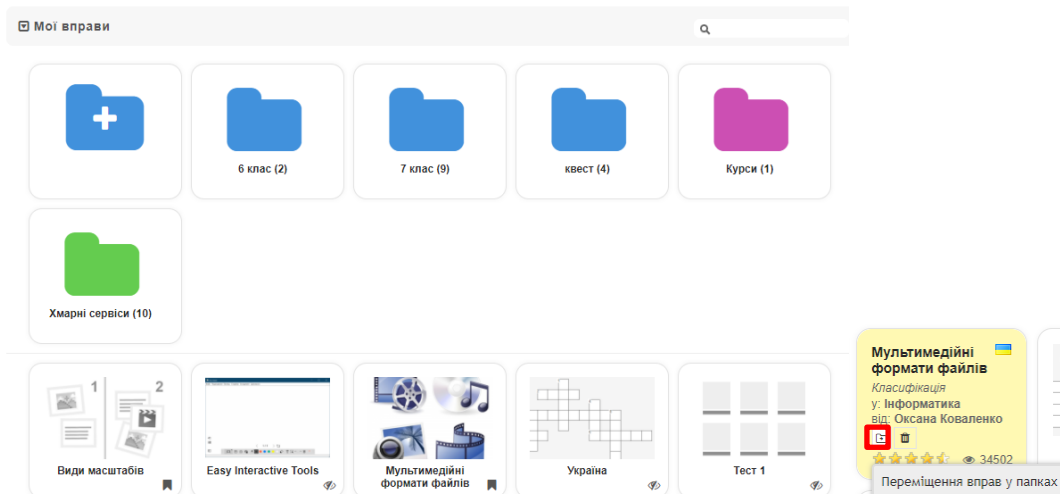 Мої вправи
6 клас (2)
7 клас (9)
квест (4)
Курси (1)
Хмарні сервіси (10)
1
2
Види масштабів
Easy Interactive Tools
Мультимедійні
формати файлів
Україна
Тест 1
Мультимедійні
формати файлів
Класифікація
у: Інформатика
від: Оксана Коваленко
34502
Переміщення вправ у папках